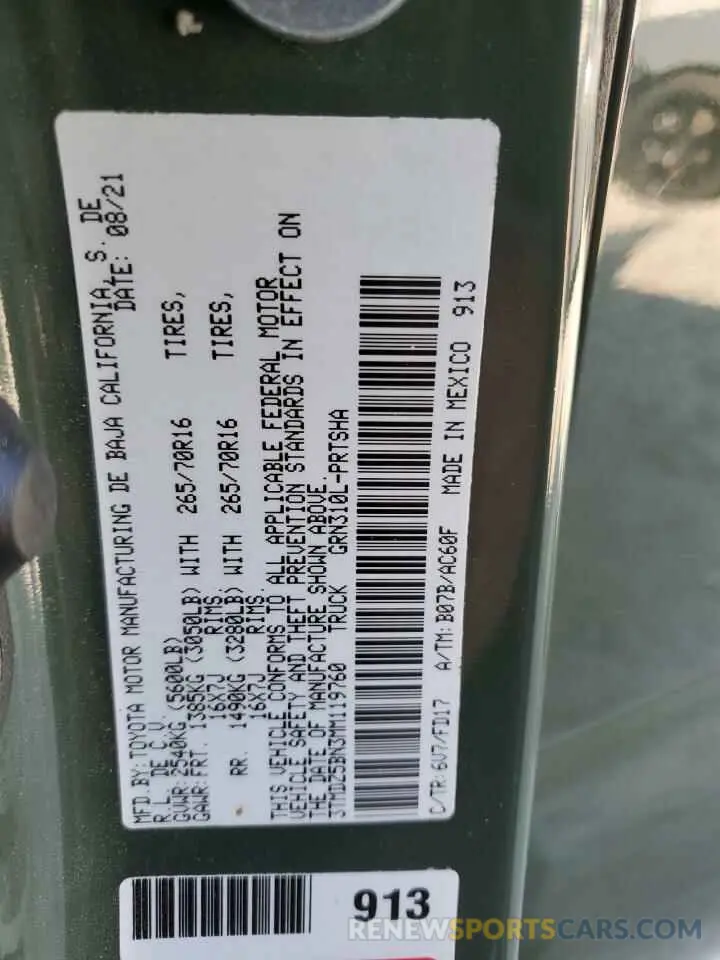 MFD.BY:TOYOTA MOTOR MANUFACTURING DE BAJA CALIFORNIA, S. DE
R.L. DE C.V. DATE: 08/21
GVWR:2540KG (5600LB)
GAWR:FRT. 1385KG (3050LB) WITH 265/70R16 TIRES,
16X7J RIMS.
RR. 1490KG (3280LB) WITH 265/70R16 TIRES,
16X7J RIMS.
THIS VEHICLE CONFORMS TO ALL APPLICABLE FEDERAL MOTOR
VEHICLE SAFETY AND THEFT PREVENTION STANDARDS IN EFFECT ON
THE DATE OF MANUFACTURE SHOWN ABOVE.
3TMDZ5BN3MM119760 TRUCK GRN310L-PRTSHA
C/TR:6V7/FD17 A/TM:B07B/AC60F MADE IN MEXICO 913
913
RENEWSPORTSCARS.COM